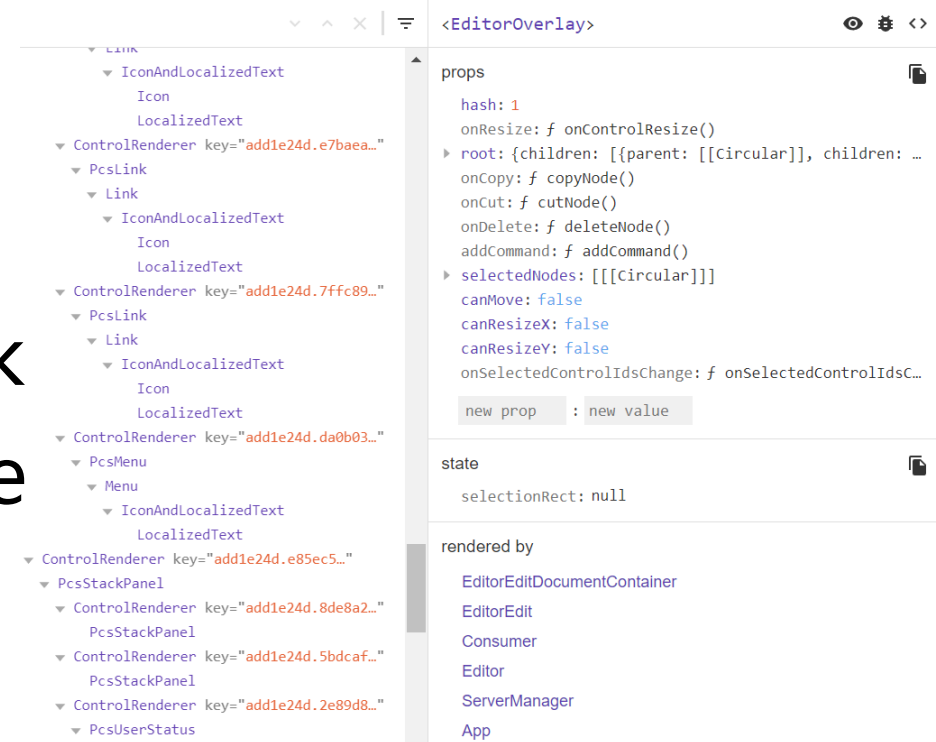 Link
IconAndLocalizedText
Icon
LocalizedText
ControlRenderer key="add1e24d.e7baea…"
PcsLink
Link
IconAndLocalizedText
Icon
LocalizedText
ControlRenderer key="add1e24d.7ffc89…"
PcsLink
Link
IconAndLocalizedText
Icon
LocalizedText
ControlRenderer key="add1e24d.da0b03…"
PcsMenu
Menu
IconAndLocalizedText
LocalizedText
ControlRenderer key="add1e24d.e85ec5…"
PcsStackPanel
ControlRenderer key="add1e24d.8de8a2…"
PcsStackPanel
ControlRenderer key="add1e24d.5bdcaf…"
PcsStackPanel
ControlRenderer key="add1e24d.2e89d8…"
PcsUserStatus
k
e
<EditorOverlay>
props
hash: 1
onResize: ƒ onControlResize()
root: {children: [{parent: [[Circular]], children: …
onCopy: ƒ copyNode()
onCut: ƒ cutNode()
onDelete: ƒ deleteNode()
addCommand: ƒ addCommand()
selectedNodes: [[[Circular]]]
canMove: false
canResizeX: false
canResizeY: false
onSelectedControlIdsChange: ƒ onSelectedControlIdsC…
new prop : new value
state
selectionRect: null
rendered by
EditorEditDocumentContainer
EditorEdit
Consumer
Editor
ServerManager
App